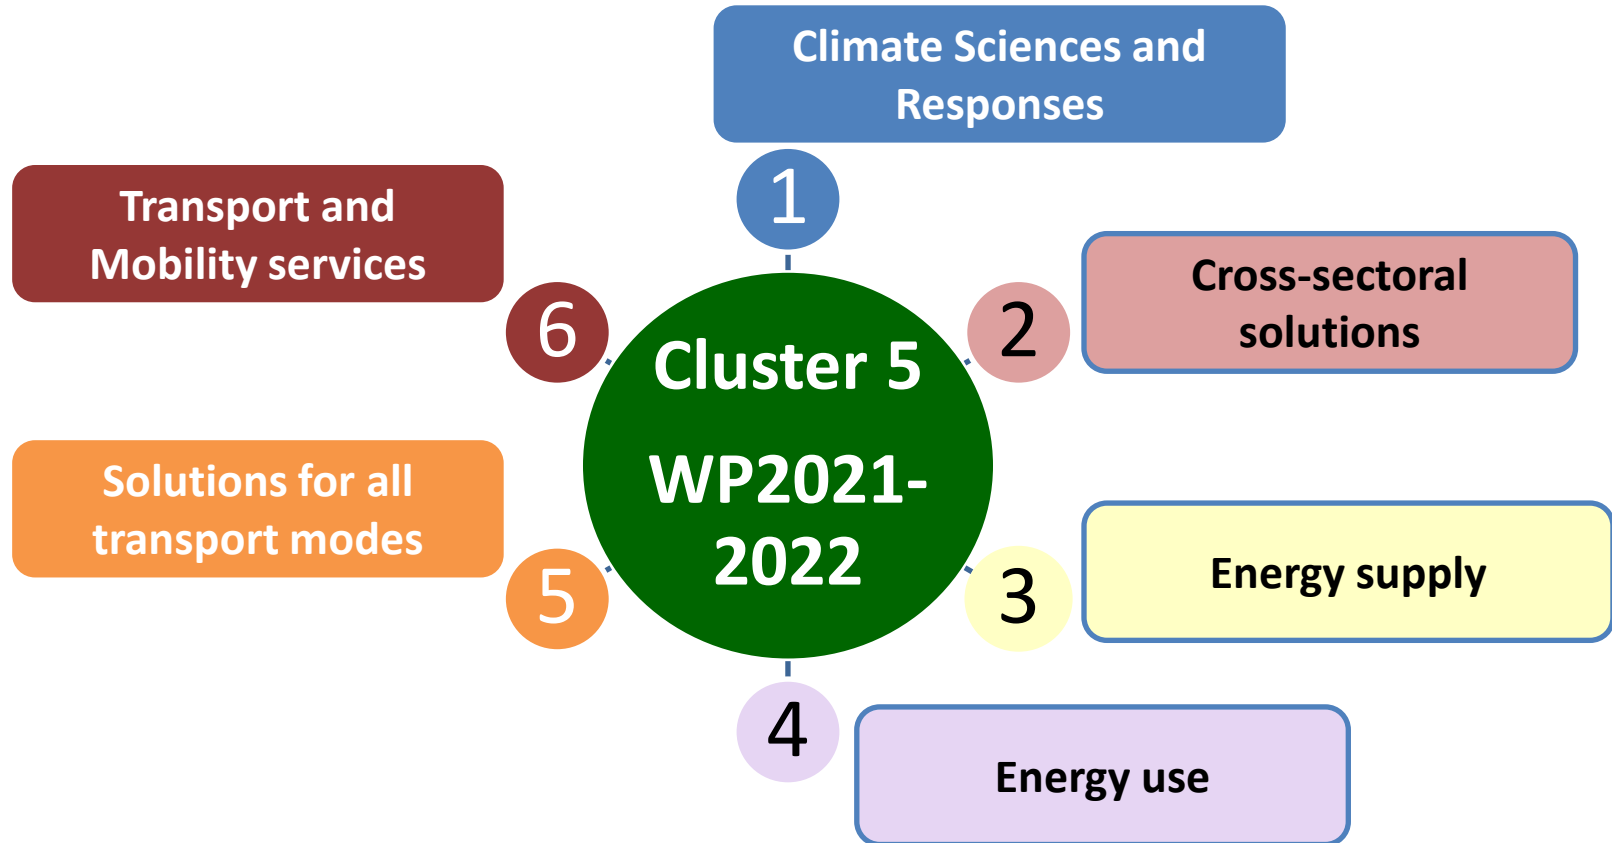 Climate Sciences and
Responses
1
Cross-sectoral
solutions
2
Energy supply
3
Energy use
4
Solutions for all
transport modes
5
Transport and
Mobility services
6
Cluster 5
WP2021-
2022